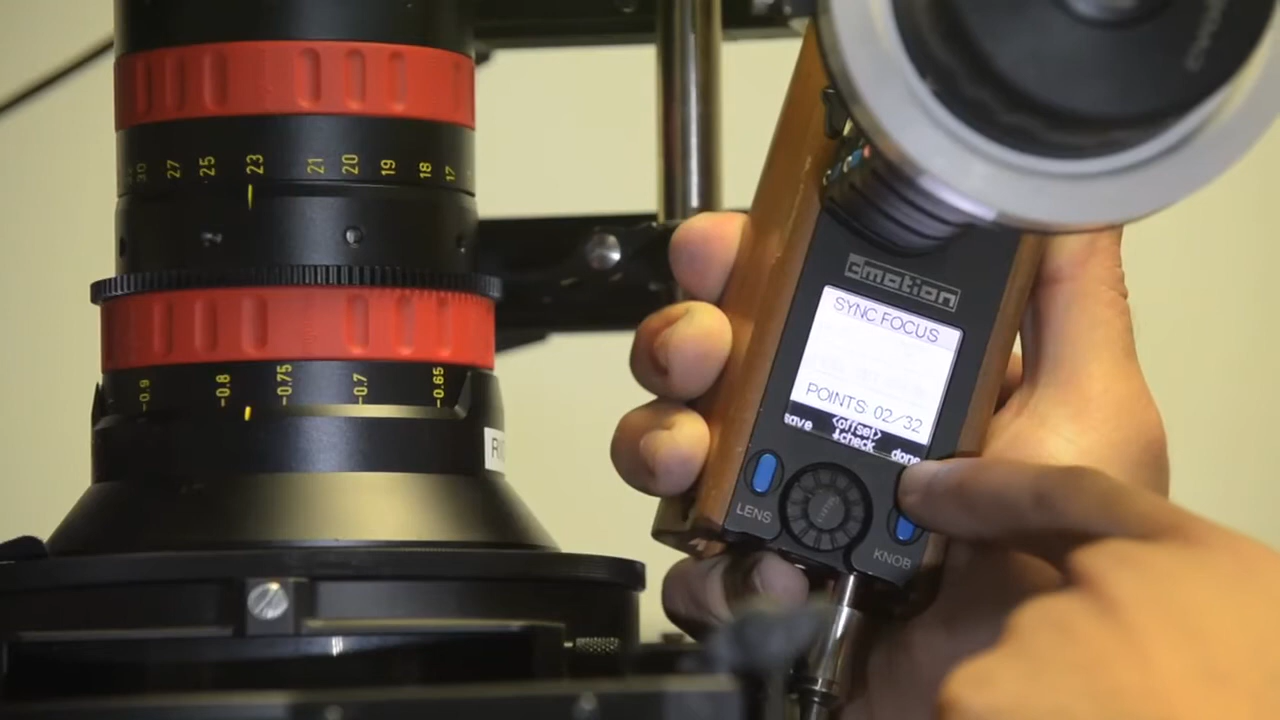 30 27 25 23 21 20 19 18 17
0.9 0.8 0.75 0.7 0.65
cmotion
SYNC FOCUS
POINTS: 02/32
save <offset> done
check
LENS
KNOB